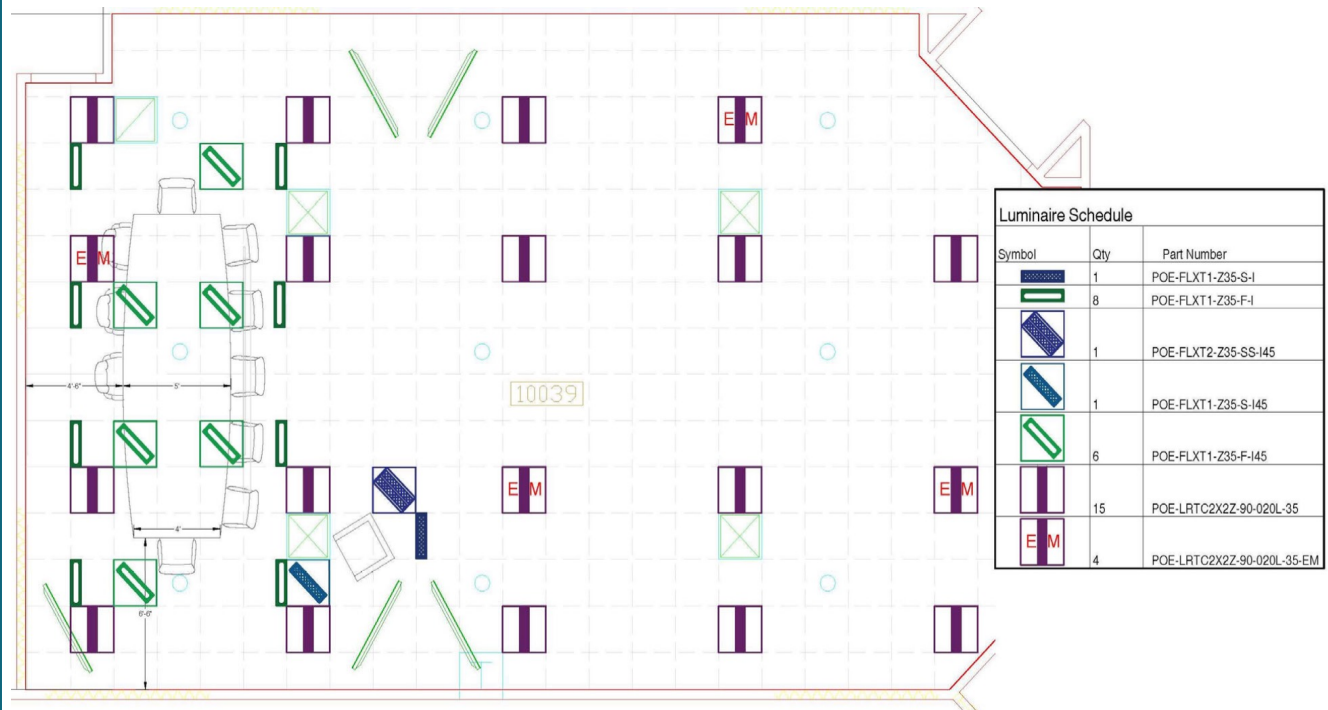 E M
E M
4'-6"
5'
10039
E M
E M
4'
6'-6"
Luminaire Schedule
Symbol Qty Part Number
1 POE-FLXT1-Z35-S-I
8 POE-FLXT1-Z35-F-I
1 POE-FLXT2-Z35-SS-I45
1 POE-FLXT1-Z35-S-I45
6 POE-FLXT1-Z35-F-I45
15 POE-LRTC2X2Z-90-020L-35
E M 4 POE-LRTC2X2Z-90-020L-35-EM